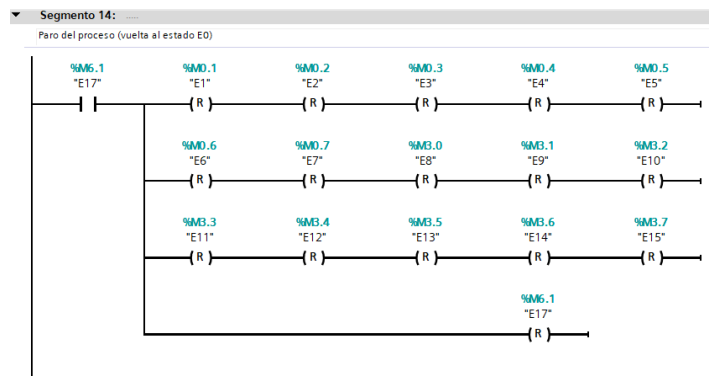 Segmento 14: .....
Paro del proceso (vuelta al estado E0)
%M6.1 %M0.1 %M0.2 %M0.3 %M0.4 %M0.5
"E17" "E1" "E2" "E3" "E4" "E5"
( R ) ( R ) ( R ) ( R ) ( R )
%M0.6 %M0.7 %M3.0 %M3.1 %M3.2
"E6" "E7" "E8" "E9" "E10"
( R ) ( R ) ( R ) ( R ) ( R )
%M3.3 %M3.4 %M3.5 %M3.6 %M3.7
"E11" "E12" "E13" "E14" "E15"
( R ) ( R ) ( R ) ( R ) ( R )
%M6.1
"E17"
( R )